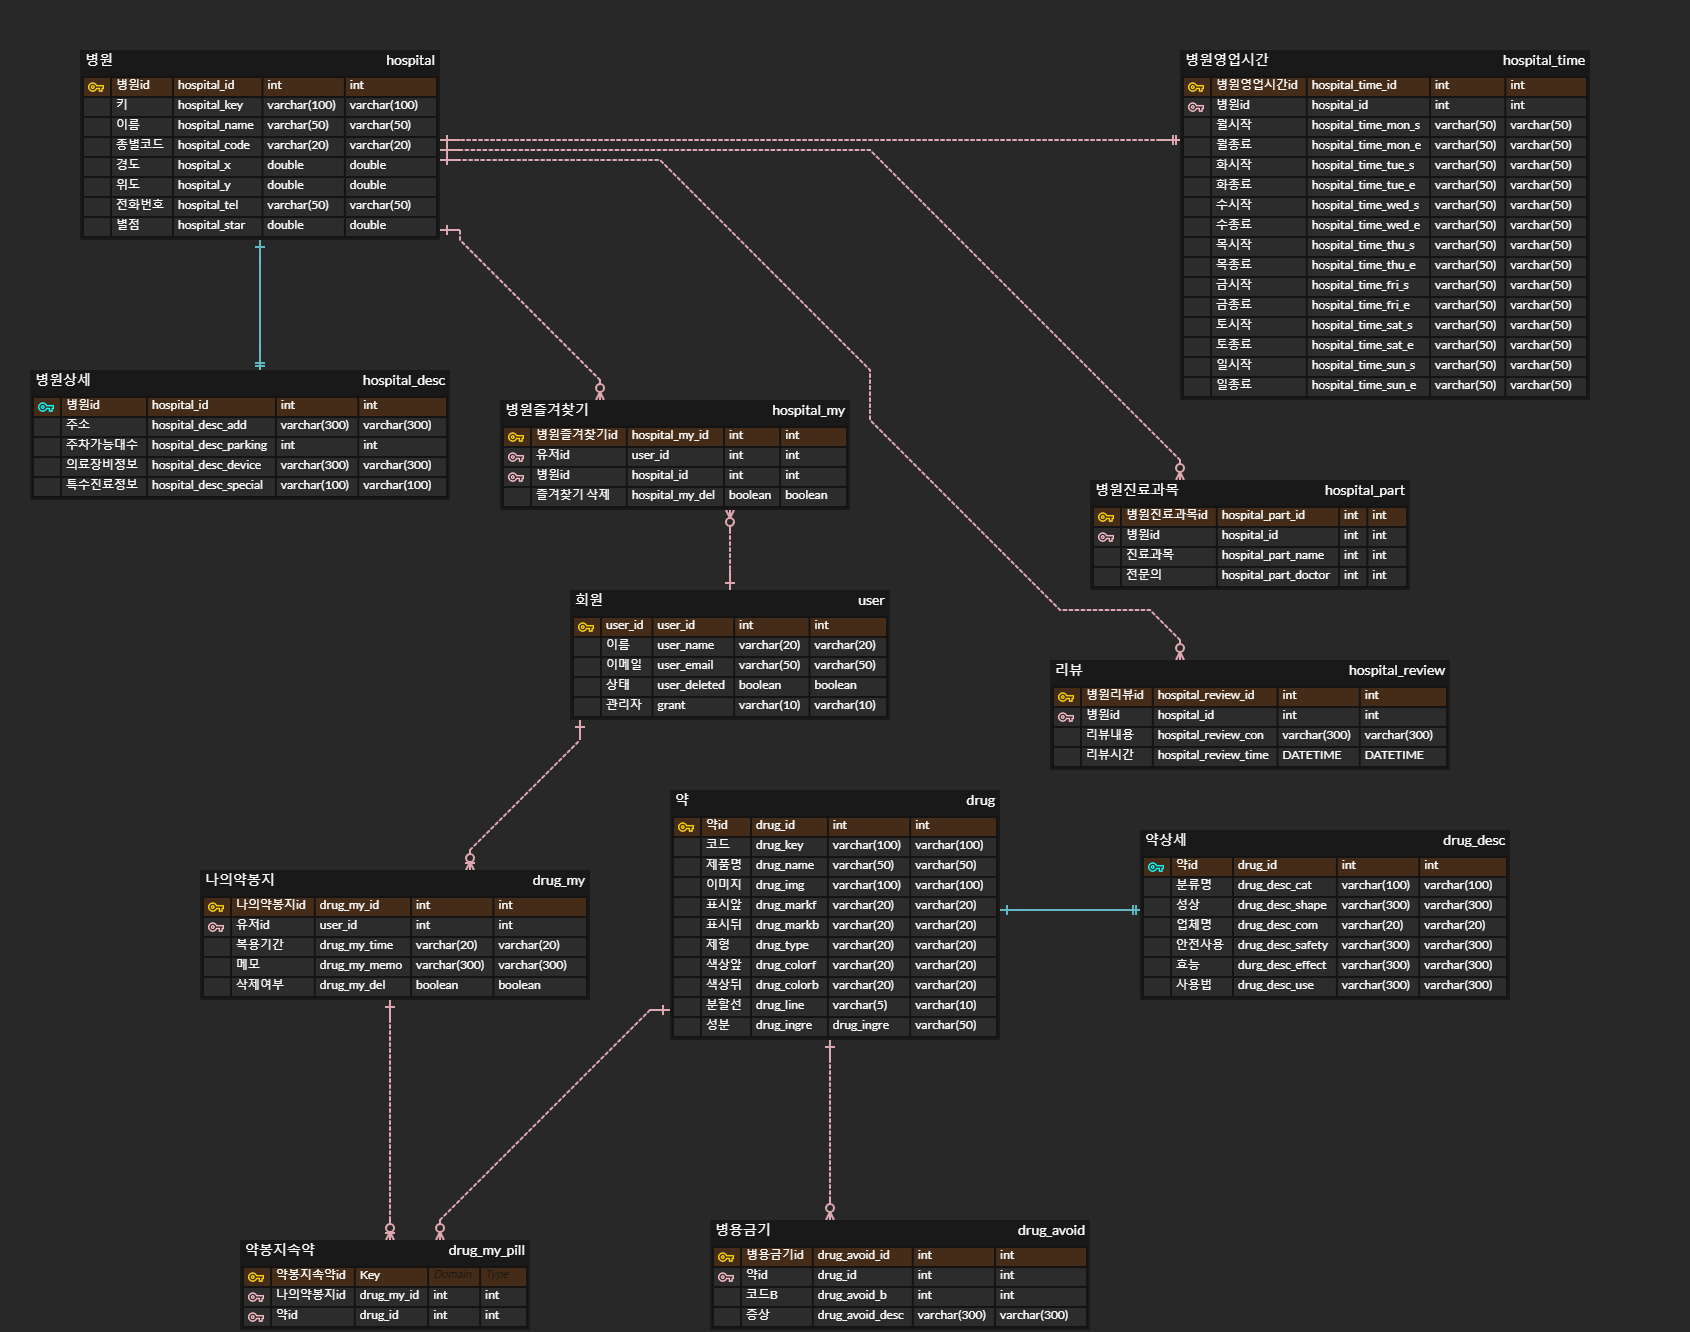 병원 hospital
병원id hospital_id int int
키 hospital_key varchar(100) varchar(100)
이름 hospital_name varchar(50) varchar(50)
종별코드 hospital_code varchar(20) varchar(20)
경도 hospital_x double double
위도 hospital_y double double
전화번호 hospital_tel varchar(50) varchar(50)
별점 hospital_star double double
병원영업시간 hospital_time
병원영업시간id hospital_time_id int int
병원id hospital_id int int
월시작 hospital_time_mon_s varchar(50) varchar(50)
월종료 hospital_time_mon_e varchar(50) varchar(50)
화시작 hospital_time_tue_s varchar(50) varchar(50)
화종료 hospital_time_tue_e varchar(50) varchar(50)
수시작 hospital_time_wed_s varchar(50) varchar(50)
수종료 hospital_time_wed_e varchar(50) varchar(50)
목시작 hospital_time_thu_s varchar(50) varchar(50)
목종료 hospital_time_thu_e varchar(50) varchar(50)
금시작 hospital_time_fri_s varchar(50) varchar(50)
금종료 hospital_time_fri_e varchar(50) varchar(50)
토시작 hospital_time_sat_s varchar(50) varchar(50)
토종료 hospital_time_sat_e varchar(50) varchar(50)
일시작 hospital_time_sun_s varchar(50) varchar(50)
일종료 hospital_time_sun_e varchar(50) varchar(50)
병원상세 hospital_desc
병원id hospital_id int int
주소 hospital_desc_add varchar(300) varchar(300)
주차가능대수 hospital_desc_parking int int
의료장비정보 hospital_desc_device varchar(300) varchar(300)
특수진료정보 hospital_desc_special varchar(100) varchar(100)
병원즐겨찾기 hospital_my
병원즐겨찾기id hospital_my_id int int
유저id user_id int int
병원id hospital_id int int
즐겨찾기 삭제 hospital_my_del boolean boolean
병원진료과목 hospital_part
병원진료과목id hospital_part_id int int
병원id hospital_id int int
진료과목 hospital_part_name int int
전문의 hospital_part_doctor int int
회원 user
user_id user_id int int
이름 user_name varchar(20) varchar(20)
이메일 user_email varchar(50) varchar(50)
상태 user_deleted boolean boolean
관리자 grant varchar(10) varchar(10)
리뷰 hospital_review
병원리뷰id hospital_review_id int int
병원id hospital_id int int
리뷰내용 hospital_review_con varchar(300) varchar(300)
리뷰시간 hospital_review_time DATETIME DATETIME
약 drug
약id drug_id int int
코드 drug_key varchar(100) varchar(100)
제품명 drug_name varchar(50) varchar(50)
이미지 drug_img varchar(100) varchar(100)
표시앞 drug_markf varchar(20) varchar(20)
표시뒤 drug_markb varchar(20) varchar(20)
제형 drug_type varchar(20) varchar(20)
색상앞 drug_colorf varchar(20) varchar(20)
색상뒤 drug_colorb varchar(20) varchar(20)
분할선 drug_line varchar(5) varchar(10)
성분 drug_ingre drug_ingre varchar(50)
약상세 drug_desc
약id drug_id int int
분류명 drug_desc_cat varchar(100) varchar(100)
성상 drug_desc_shape varchar(300) varchar(300)
업체명 drug_desc_com varchar(20) varchar(20)
안전사용 drug_desc_safety varchar(300) varchar(300)
효능 durg_desc_effect varchar(300) varchar(300)
사용법 drug_desc_use varchar(300) varchar(300)
나의약봉지 drug_my
나의약봉지id drug_my_id int int
유저id user_id int int
복용기간 drug_my_time varchar(20) varchar(20)
메모 drug_my_memo varchar(300) varchar(300)
삭제여부 drug_my_del boolean boolean
약봉지속약 drug_my_pill
약봉지속약id Key Domain Type
나의약봉지id drug_my_id int int
약id drug_id int int
병용금기 drug_avoid
병용금기id drug_avoid_id int int
약id drug_id int int
코드B drug_avoid_b int int
증상 drug_avoid_desc varchar(300) varchar(300)